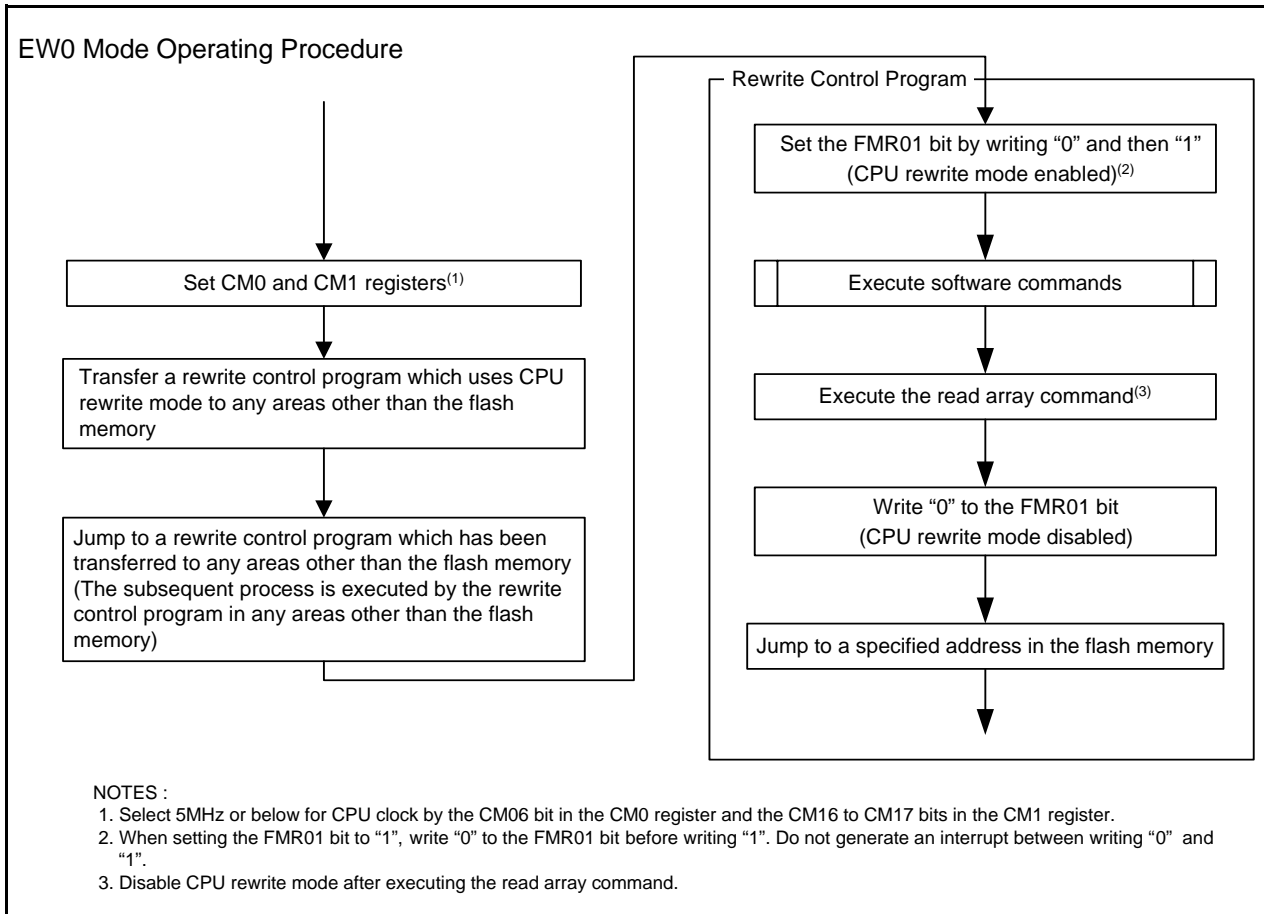 EW0 Mode Operating Procedure
Set CM0 and CM1 registers(1)
Transfer a rewrite control program which uses CPU
rewrite mode to any areas other than the flash
memory
Jump to a rewrite control program which has been
transferred to any areas other than the flash memory
(The subsequent process is executed by the rewrite
control program in any areas other than the flash
memory)
Rewrite Control Program
Set the FMR01 bit by writing “0” and then “1”
(CPU rewrite mode enabled)(2)
Execute software commands
Execute the read array command(3)
Write “0” to the FMR01 bit
(CPU rewrite mode disabled)
Jump to a specified address in the flash memory
NOTES :
1. Select 5MHz or below for CPU clock by the CM06 bit in the CM0 register and the CM16 to CM17 bits in the CM1 register.
2. When setting the FMR01 bit to “1”, write “0” to the FMR01 bit before writing “1”. Do not generate an interrupt between writing “0” and
“1”.
3. Disable CPU rewrite mode after executing the read array command.